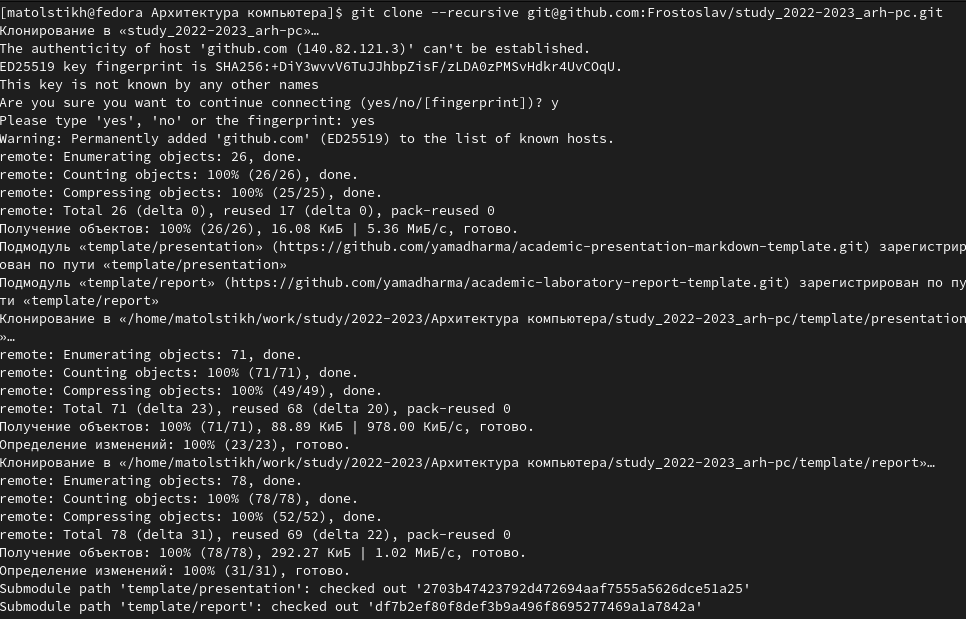 [matolstikh@fedora Архитектура компьютера]$ git clone --recursive git@github.com:Frostoslav/study_2022-2023_arh-pc.git
Клонирование в «study_2022-2023_arh-pc»…
The authenticity of host 'github.com (140.82.121.3)' can't be established.
ED25519 key fingerprint is SHA256:+DiY3wvvV6TuJJhbpZisF/zLDA0zPMSvHdkr4UvCOqU.
This key is not known by any other names
Are you sure you want to continue connecting (yes/no/[fingerprint])? y
Please type 'yes', 'no' or the fingerprint: yes
Warning: Permanently added 'github.com' (ED25519) to the list of known hosts.
remote: Enumerating objects: 26, done.
remote: Counting objects: 100% (26/26), done.
remote: Compressing objects: 100% (25/25), done.
remote: Total 26 (delta 0), reused 17 (delta 0), pack-reused 0
Получение объектов: 100% (26/26), 16.08 КиБ | 5.36 МиБ/с, готово.
Подмодуль «template/presentation» (https://github.com/yamadharma/academic-presentation-markdown-template.git) зарегистрир
ован по пути «template/presentation»
Подмодуль «template/report» (https://github.com/yamadharma/academic-laboratory-report-template.git) зарегистрирован по пу
ти «template/report»
Клонирование в «/home/matolstikh/work/study/2022-2023/Архитектура компьютера/study_2022-2023_arh-pc/template/presentation
»…
remote: Enumerating objects: 71, done.
remote: Counting objects: 100% (71/71), done.
remote: Compressing objects: 100% (49/49), done.
remote: Total 71 (delta 23), reused 68 (delta 20), pack-reused 0
Получение объектов: 100% (71/71), 88.89 КиБ | 978.00 КиБ/с, готово.
Определение изменений: 100% (23/23), готово.
Клонирование в «/home/matolstikh/work/study/2022-2023/Архитектура компьютера/study_2022-2023_arh-pc/template/report»…
remote: Enumerating objects: 78, done.
remote: Counting objects: 100% (78/78), done.
remote: Compressing objects: 100% (52/52), done.
remote: Total 78 (delta 31), reused 69 (delta 22), pack-reused 0
Получение объектов: 100% (78/78), 292.27 КиБ | 1.02 МиБ/с, готово.
Определение изменений: 100% (31/31), готово.
Submodule path 'template/presentation': checked out '2703b47423792d472694aaf7555a5626dce51a25'
Submodule path 'template/report': checked out 'df7b2ef80f8def3b9a496f8695277469a1a7842a'